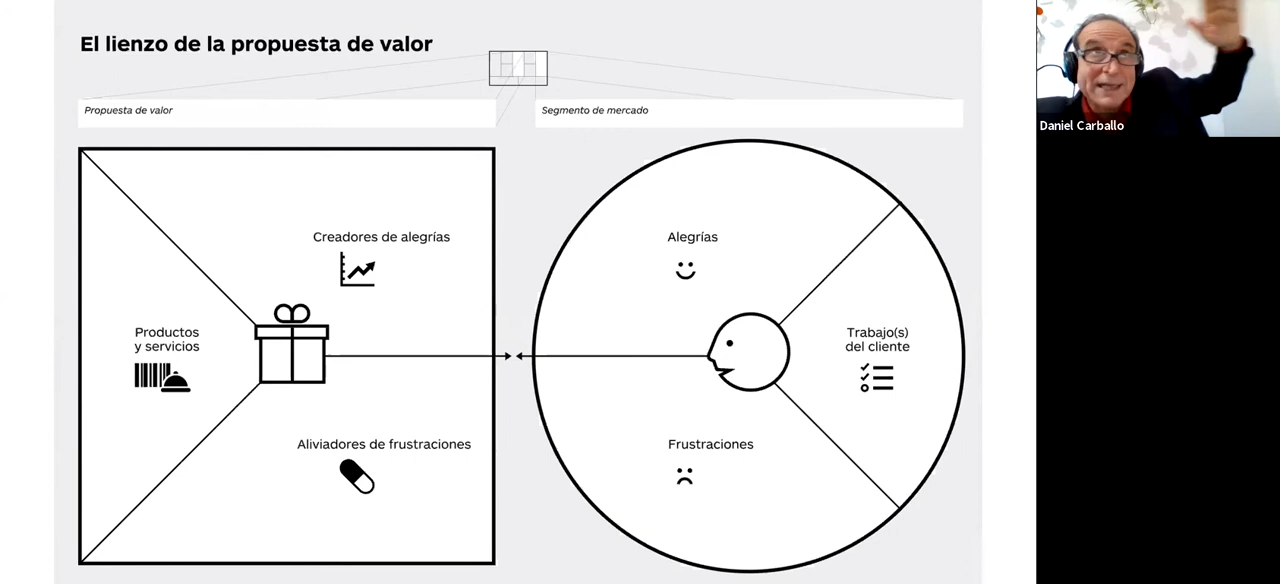 El lienzo de la propuesta de valor
Propuesta de valor
Segmento de mercado
Creadores de alegrías
Productos
y servicios
Aliviadores de frustraciones
Alegrías
Trabajo(s)
del cliente
Frustraciones
Daniel Carballo